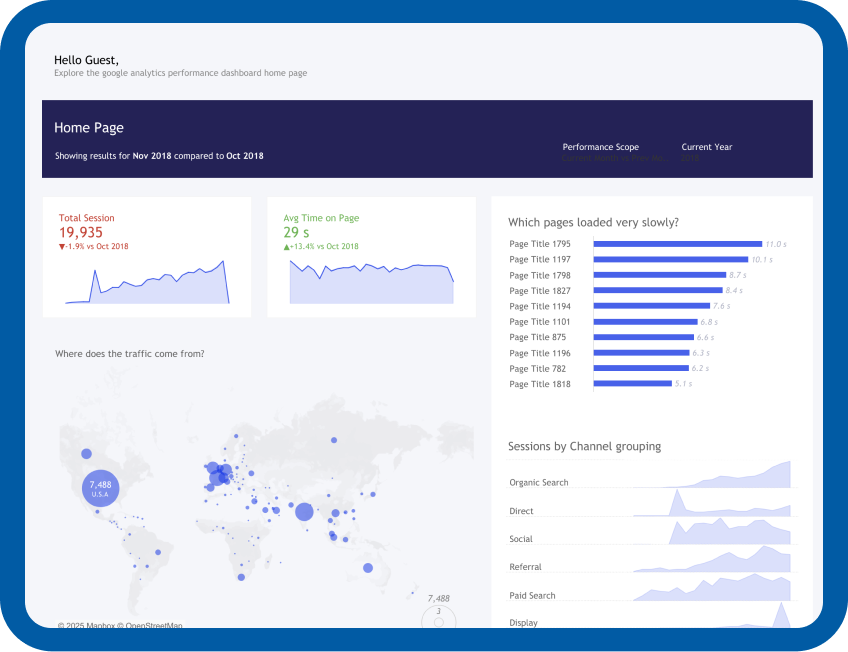 Hello Guest,
Explore the google analytics performance dashboard home page
Home Page
Showing results for Nov 2018 compared to Oct 2018
Performance Scope
Current Year
2018
Total Session
19,935
▼-1.9% vs Oct 2018
Avg Time on Page
29 s
▲+13.4% vs Oct 2018
Where does the traffic come from?
7,488
U.S.A
7,488
3
© 2025 Mapbox © OpenStreetMap
Which pages loaded very slowly?
Page Title 1795 11.0 s
Page Title 1197 10.1 s
Page Title 1798 8.7 s
Page Title 1827 8.4 s
Page Title 1194 7.6 s
Page Title 1101 6.8 s
Page Title 875 6.6 s
Page Title 1196 6.3 s
Page Title 782 6.2 s
Page Title 1818 5.1 s
Sessions by Channel grouping
Organic Search
Direct
Social
Referral
Paid Search
Display